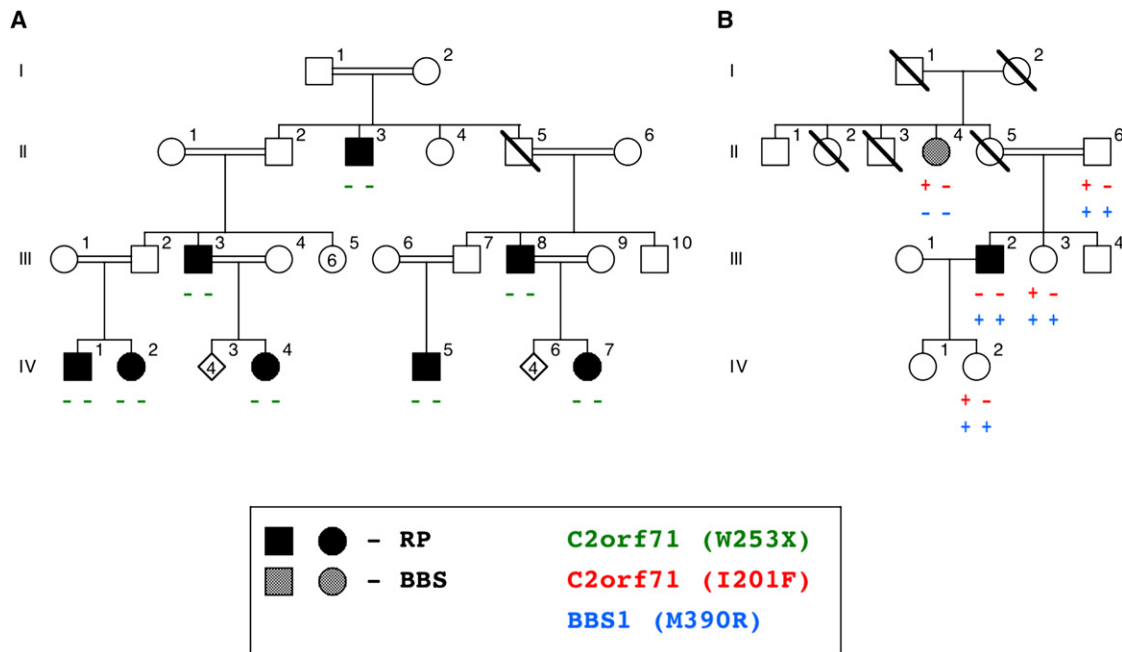 A B
1 2 1 2
I I
1 2 3 4 5 6 1 2 3 4 5 6
II II
- - + - + -
- - + +
1 2 3 4 5 6 7 8 9 10 1 2 3 4
III 6 III
- - - - - - + -
+ + + +
1 2 3 4 5 6 7 1 2
IV 4 4 IV
- - - - - - - - - - + -
+ +
- RP C2orf71 (W253X)
- BBS C2orf71 (I201F)
BBS1 (M390R)